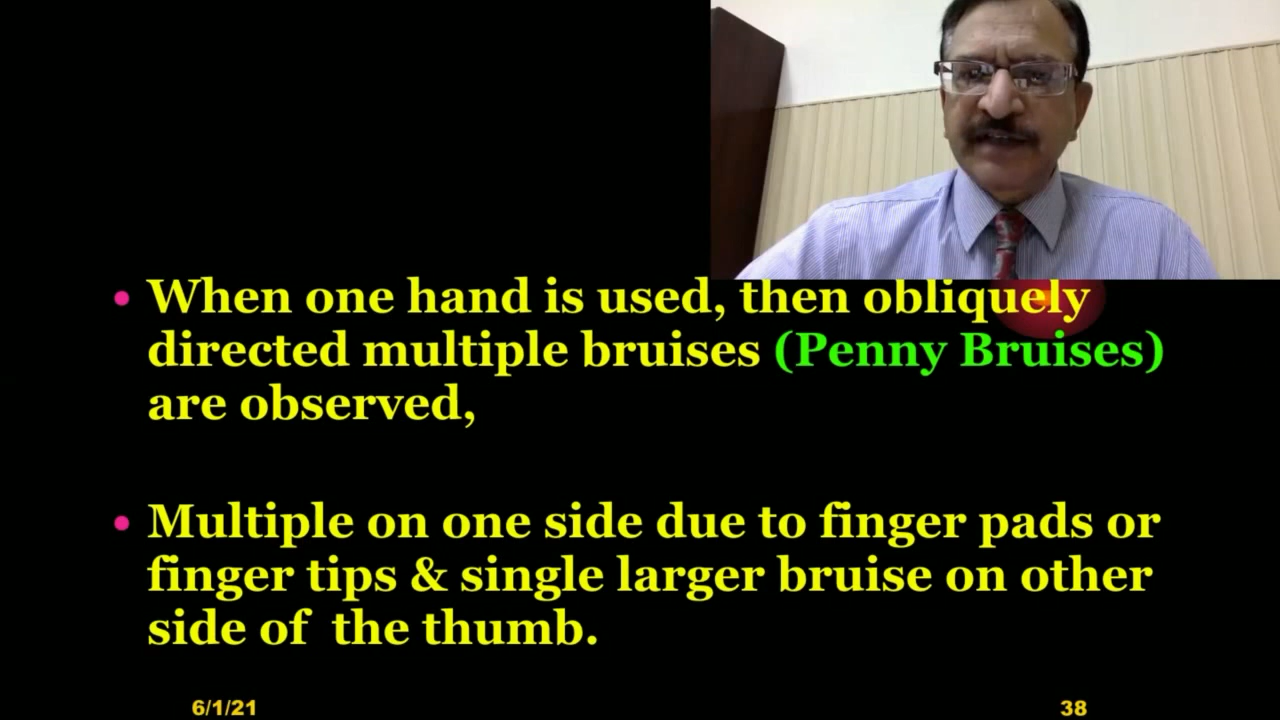 • When one hand is used, then obliquely
directed multiple bruises (Penny Bruises)
are observed,
• Multiple on one side due to finger pads or
finger tips & single larger bruise on other
side of the thumb.
6/1/21 38